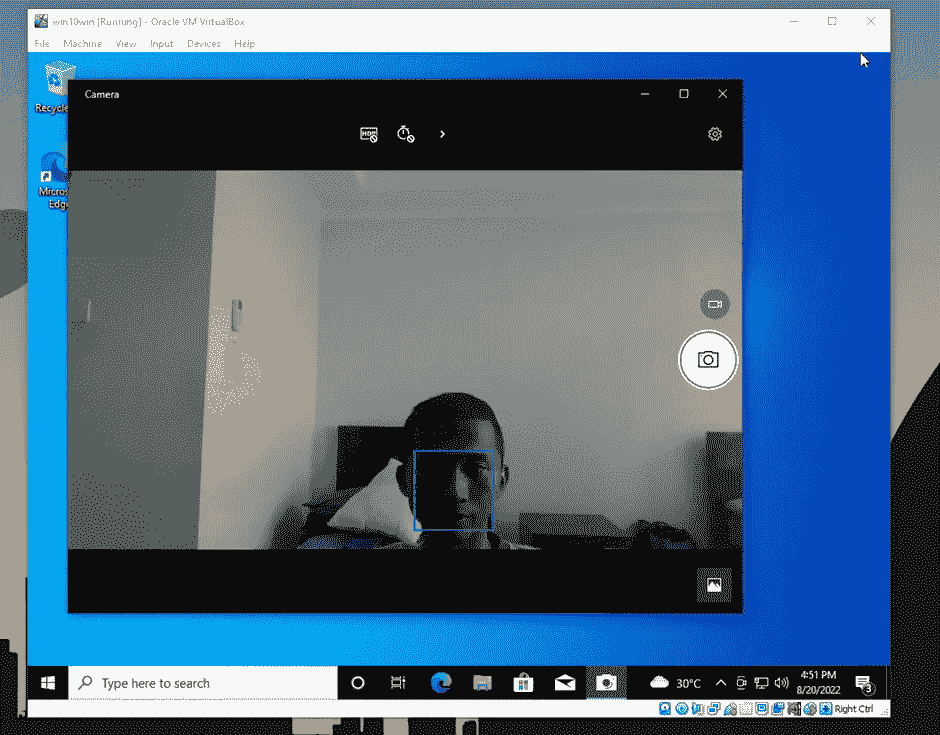 win10win [Running] - Oracle VM VirtualBox
File Machine View Input Devices Help
Recycle
Camera
HDR
Micros
Edge
Type here to search
30°C
4:51 PM
8/20/2022
3
Right Ctrl